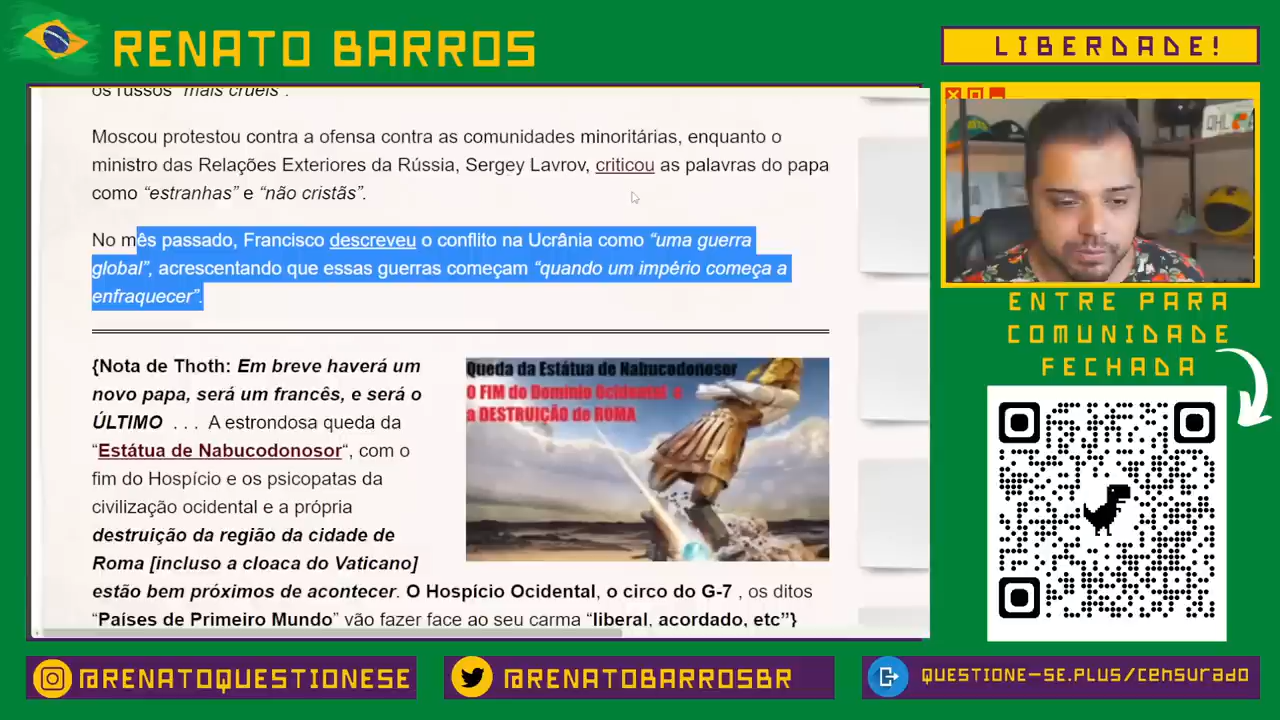 RENATO BARROS
LIBERDADE!
os russos “mais cruéis”.
Moscou protestou contra a ofensa contra as comunidades minoritárias, enquanto o
ministro das Relações Exteriores da Rússia, Sergey Lavrov, criticou as palavras do papa
como “estranhas” e “não cristãs”.
No mês passado, Francisco descreveu o conflito na Ucrânia como “uma guerra
global”, acrescentando que essas guerras começam “quando um império começa a
enfraquecer”.
{Nota de Thoth: Em breve haverá um
novo papa, será um francês, e será o
ÚLTIMO . . . A estrondosa queda da
“Estátua de Nabucodonosor“, com o
fim do Hospício e os psicopatas da
civilização ocidental e a própria
destruição da região da cidade de
Roma [incluso a cloaca do Vaticano]
estão bem próximos de acontecer. O Hospício Ocidental, o circo do G-7 , os ditos
“Países de Primeiro Mundo” vão fazer face ao seu carma “liberal, acordado, etc”}
Queda da Estátua de Nabucodonosor
O FIM do Domínio Ocidental e
a DESTRUIÇÃO de ROMA
QHL
ENTRE PARA
COMUNIDADE
FECHADA
@RENATOQUESTIONESE
@RENATOBARROSBR
QUESTIONE-SE.PLUS/censurado